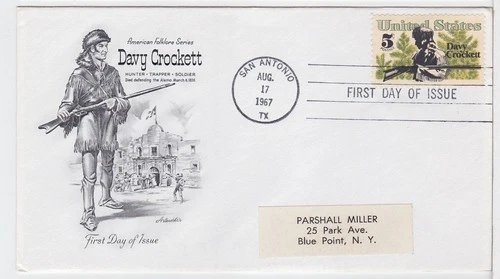 American Folklore Series
Davy Crockett
HUNTER - TRAPPER - SOLDIER
Died defending the Alamo, March 6, 1836
Artcraft
First Day of Issue
SAN ANTONIO
AUG.
17
1967
TX
United States
5
Davy
Crockett
FIRST DAY OF ISSUE
PARSHALL MILLER
25 Park Ave.
Blue Point, N. Y.